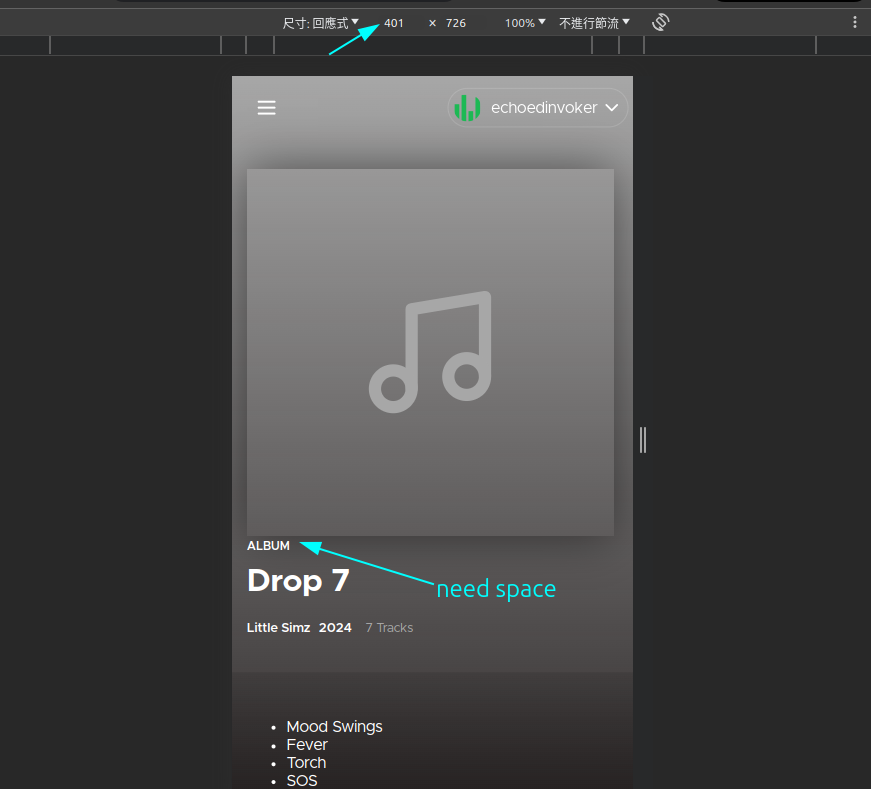 尺寸: 回應式 401 × 726 100% 不進行節流
echoedinvoker
ALBUM
need space
Drop 7
Little Simz 2024 7 Tracks
• Mood Swings
• Fever
• Torch
• SOS